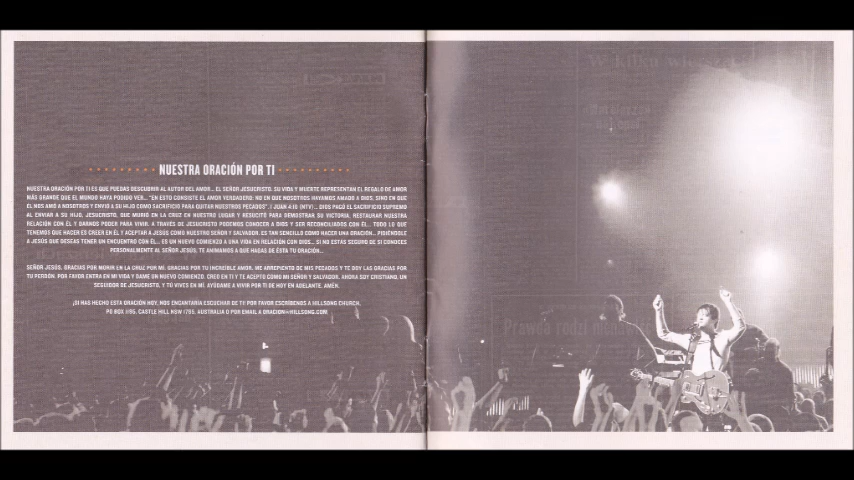 NUESTRA ORACIÓN POR TI
NUESTRA ORACIÓN POR TI ES QUE PUEDAS DESCUBRIR AL AUTOR DEL AMOR... EL SEÑOR JESUCRISTO. SU VIDA Y MUERTE REPRESENTAN EL REGALO DE AMOR
MÁS GRANDE QUE EL MUNDO HAYA PODIDO VER... "EN ESTO CONSISTE EL AMOR VERDADERO: NO EN QUE NOSOTROS HAYAMOS AMADO A DIOS, SINO EN QUE
ÉL NOS AMÓ A NOSOTROS Y ENVIÓ A SU HIJO COMO SACRIFICIO PARA QUITAR NUESTROS PECADOS". 1 JUAN 4:10 (NTV)... DIOS PAGÓ EL SACRIFICIO SUPREMO
AL ENVIAR A SU HIJO, JESUCRISTO, QUE MURIÓ EN LA CRUZ EN NUESTRO LUGAR Y RESUCITÓ PARA DEMOSTRAR SU VICTORIA, RESTAURAR NUESTRA
RELACIÓN CON ÉL Y DARNOS PODER PARA VIVIR. A TRAVÉS DE JESUCRISTO PODEMOS CONOCER A DIOS Y SER RECONCILIADOS CON ÉL... TODO LO QUE
TENEMOS QUE HACER ES CREER EN ÉL Y ACEPTAR A JESÚS COMO NUESTRO SEÑOR Y SALVADOR. ES TAN SENCILLO COMO HACER UNA ORACIÓN... PIDIÉNDOLE
A JESÚS QUE DESEAS TENER UN ENCUENTRO CON ÉL... ES UN NUEVO COMIENZO A UNA VIDA EN RELACIÓN CON DIOS... SI NO ESTÁS SEGURO DE SI CONOCES
PERSONALMENTE AL SEÑOR JESÚS, TE ANIMAMOS A QUE HAGAS DE ÉSTA TU ORACIÓN...
SEÑOR JESÚS, GRACIAS POR MORIR EN LA CRUZ POR MÍ. GRACIAS POR TU INCREÍBLE AMOR. ME ARREPIENTO DE MIS PECADOS Y TE DOY LAS GRACIAS POR
TU PERDÓN. POR FAVOR ENTRA EN MI VIDA Y DAME UN NUEVO COMIENZO. CREO EN TI Y TE ACEPTO COMO MI SEÑOR Y SALVADOR. AHORA SOY CRISTIANO, UN
SEGUIDOR DE JESUCRISTO, Y TÚ VIVES EN MÍ. AYÚDAME A VIVIR POR TI DE HOY EN ADELANTE. AMÉN.
¡SI HAS HECHO ESTA ORACIÓN HOY, NOS ENCANTARÍA ESCUCHAR DE TI! POR FAVOR ESCRÍBENOS A HILLSONG CHURCH,
PO BOX 1195, CASTLE HILL NSW 1765, AUSTRALIA O POR EMAIL A ORACION@HILLSONG.COM
W kilku wierszach
Prawda rodzi